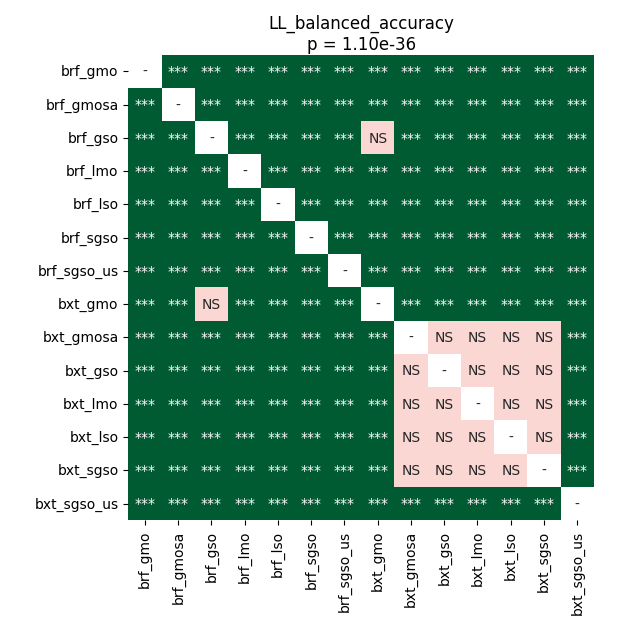 LL_balanced_accuracy
p = 1.10e-36
brf_gmo - *** *** *** *** *** *** *** *** *** *** *** *** ***
brf_gmosa *** - *** *** *** *** *** *** *** *** *** *** *** ***
brf_gso *** *** - *** *** *** *** NS *** *** *** *** *** ***
brf_lmo *** *** *** - *** *** *** *** *** *** *** *** *** ***
brf_lso *** *** *** *** - *** *** *** *** *** *** *** *** ***
brf_sgso *** *** *** *** *** - *** *** *** *** *** *** *** ***
brf_sgso_us *** *** *** *** *** *** - *** *** *** *** *** *** ***
bxt_gmo *** *** NS *** *** *** *** - *** *** *** *** *** ***
bxt_gmosa *** *** *** *** *** *** *** *** - NS NS NS NS ***
bxt_gso *** *** *** *** *** *** *** *** NS - NS NS NS ***
bxt_lmo *** *** *** *** *** *** *** *** NS NS - NS NS ***
bxt_lso *** *** *** *** *** *** *** *** NS NS NS - NS ***
bxt_sgso *** *** *** *** *** *** *** *** NS NS NS NS - ***
bxt_sgso_us *** *** *** *** *** *** *** *** *** *** *** *** *** -
brf_gmo
brf_gmosa
brf_gso
brf_lmo
brf_lso
brf_sgso
brf_sgso_us
bxt_gmo
bxt_gmosa
bxt_gso
bxt_lmo
bxt_lso
bxt_sgso
bxt_sgso_us